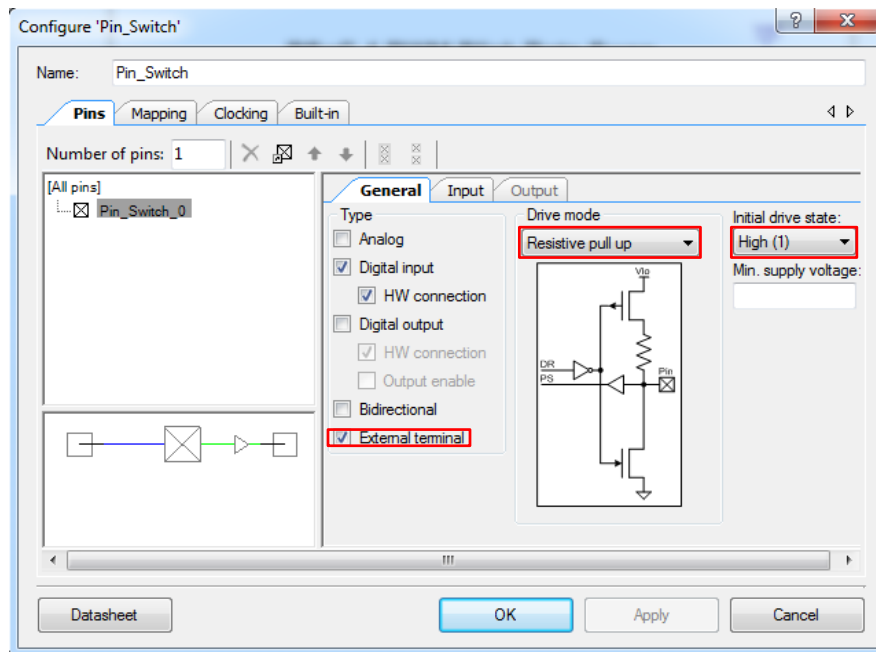 Configure 'Pin_Switch'
Name: Pin_Switch
Pins Mapping Clocking Built-in
Number of pins: 1
[All pins]
Pin_Switch_0
General Input Output
Type
Analog
Digital input
HW connection
Digital output
HW connection
Output enable
Bidirectional
External terminal
Drive mode
Resistive pull up
Vio
DR
PS
Pin
Initial drive state:
High (1)
Min. supply voltage:
Datasheet OK Apply Cancel